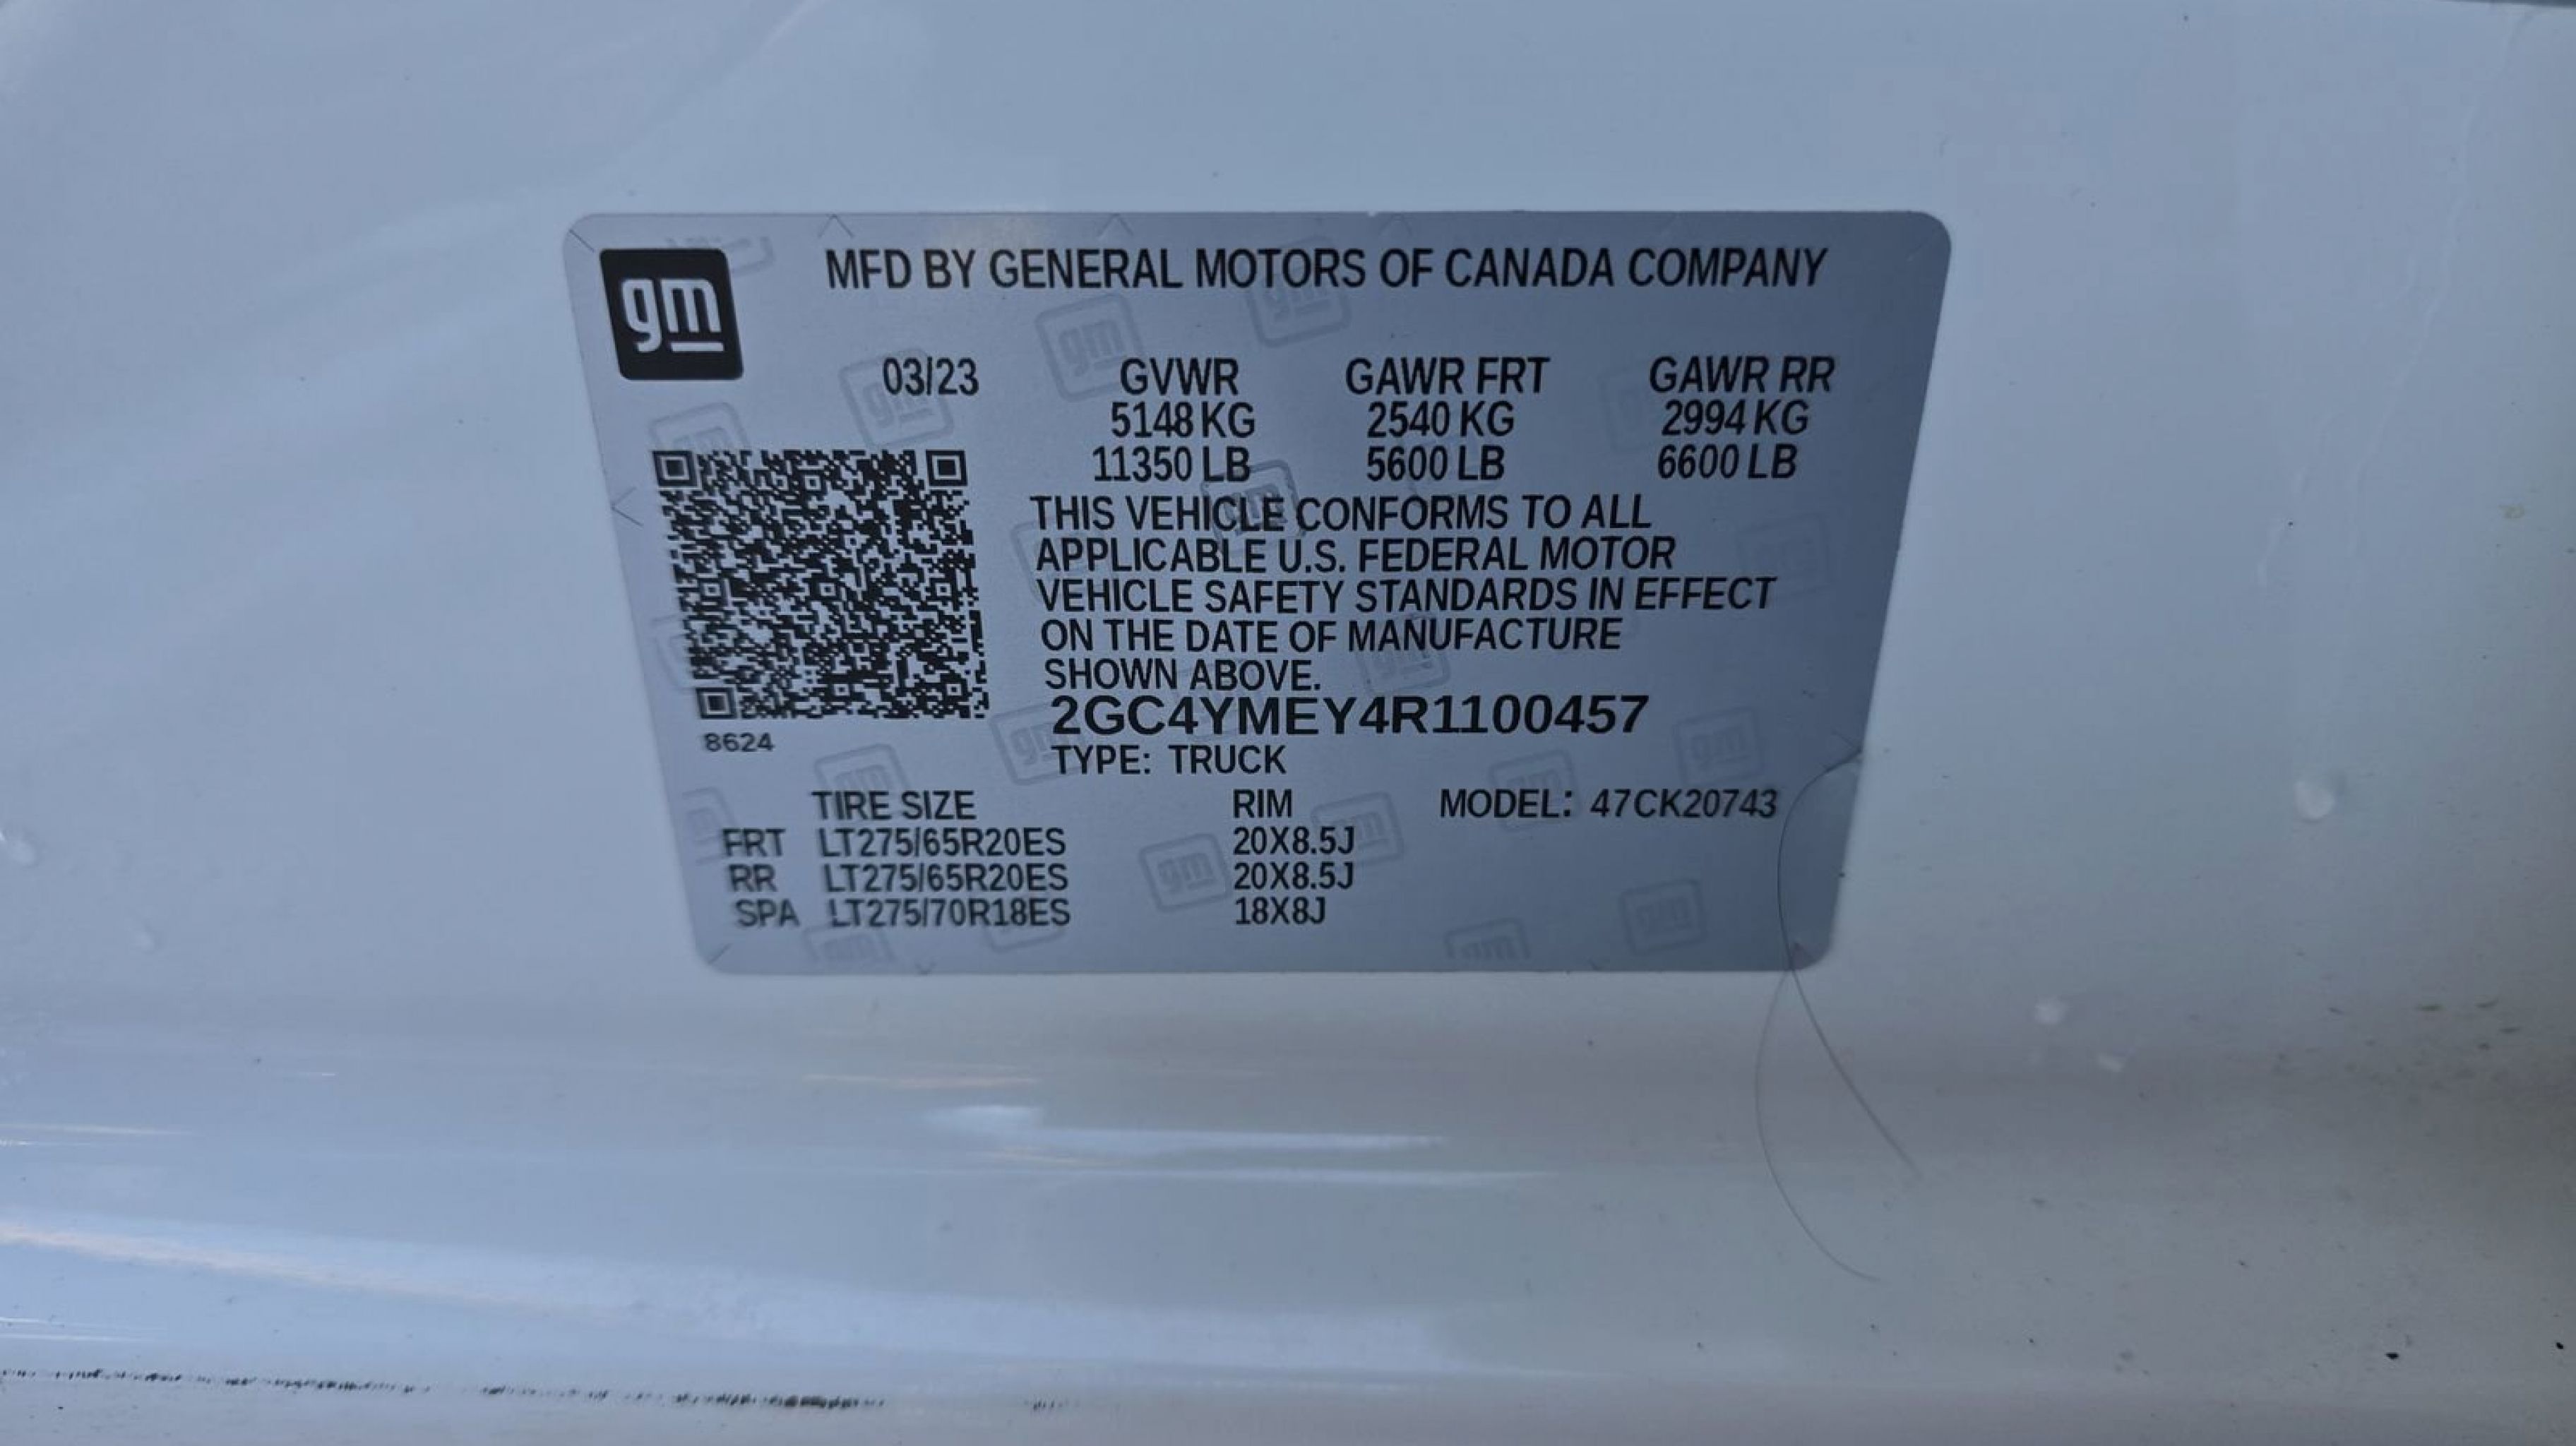 gm
MFD BY GENERAL MOTORS OF CANADA COMPANY
03/23 GVWR GAWR FRT GAWR RR
5148 KG 2540 KG 2994 KG
11350 LB 5600 LB 6600 LB
THIS VEHICLE CONFORMS TO ALL
APPLICABLE U.S. FEDERAL MOTOR
VEHICLE SAFETY STANDARDS IN EFFECT
ON THE DATE OF MANUFACTURE
SHOWN ABOVE.
2GC4YMEY4R1100457
8624
TYPE: TRUCK
TIRE SIZE RIM MODEL: 47CK20743
FRT LT275/65R20ES 20X8.5J
RR LT275/65R20ES 20X8.5J
SPA LT275/70R18ES 18X8J